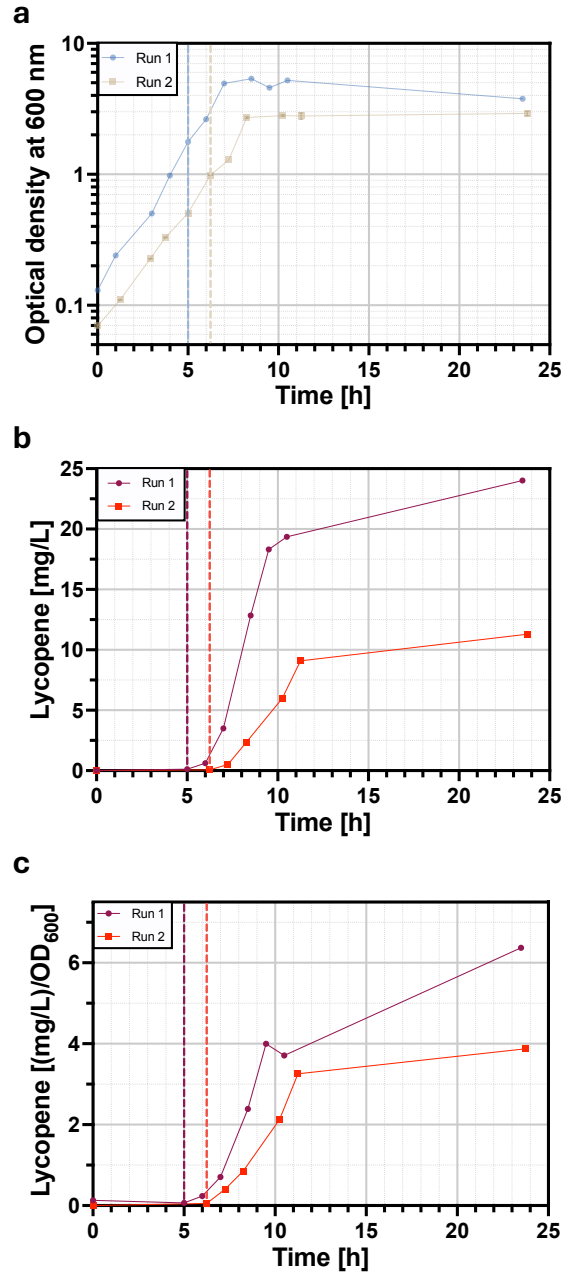 a
Optical density at 600 nm
10
1
0.1
Run 1
Run 2
0 5 10 15 20 25
Time [h]
b
Lycopene [mg/L]
25
20
15
10
5
0
Run 1
Run 2
0 5 10 15 20 25
Time [h]
c
Lycopene [(mg/L)/OD600]
6
4
2
0
Run 1
Run 2
0 5 10 15 20 25
Time [h]